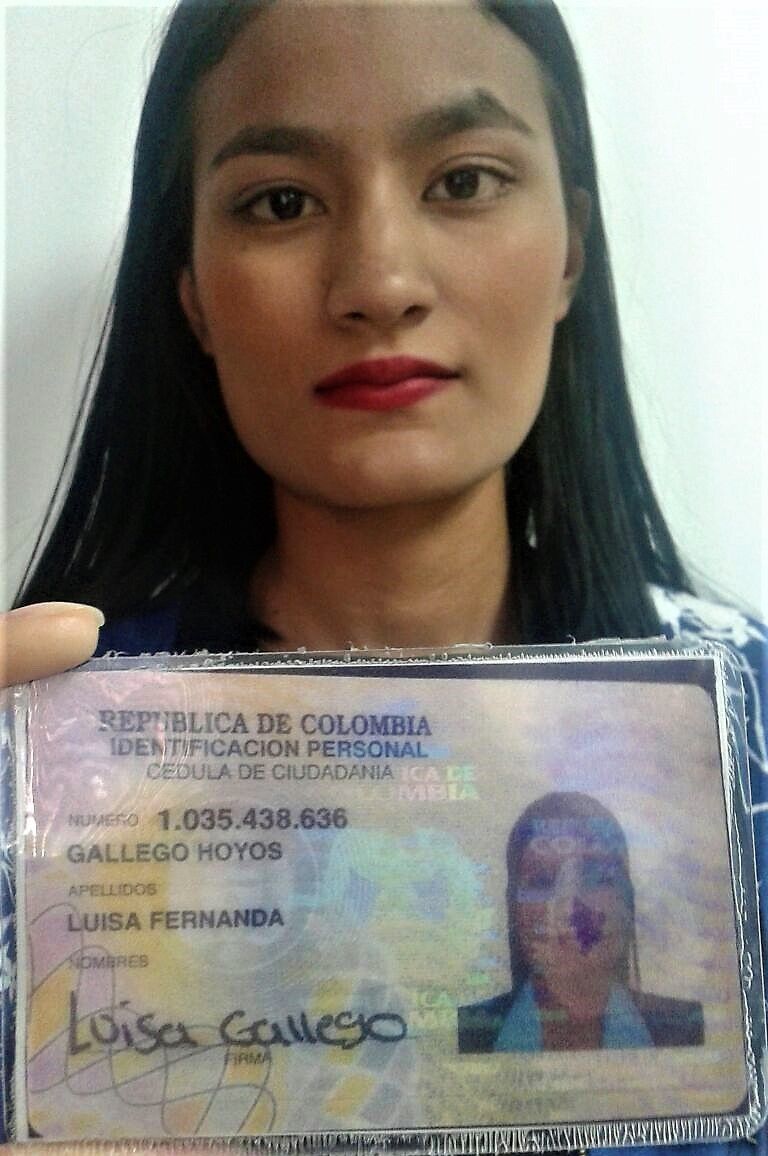 REPUBLICA DE COLOMBIA
IDENTIFICACION PERSONAL
CEDULA DE CIUDADANIA
NUMERO 1.035.438.636
GALLEGO HOYOS
APELLIDOS
LUISA FERNANDA
NOMBRES
Luisa Gallego
FIRMA